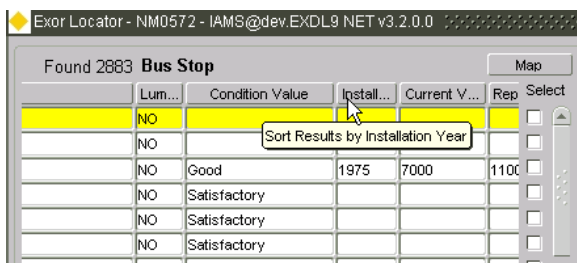 Exor Locator - NM0572 - IAMS@dev.EXDL9 NET v3.2.0.0
Found 2883 Bus Stop Map
Lum... Condition Value Install... Current V... Rep Select
NO
Sort Results by Installation Year
NO
NO Good 1975 7000 1100
NO Satisfactory
NO Satisfactory
NO Satisfactory